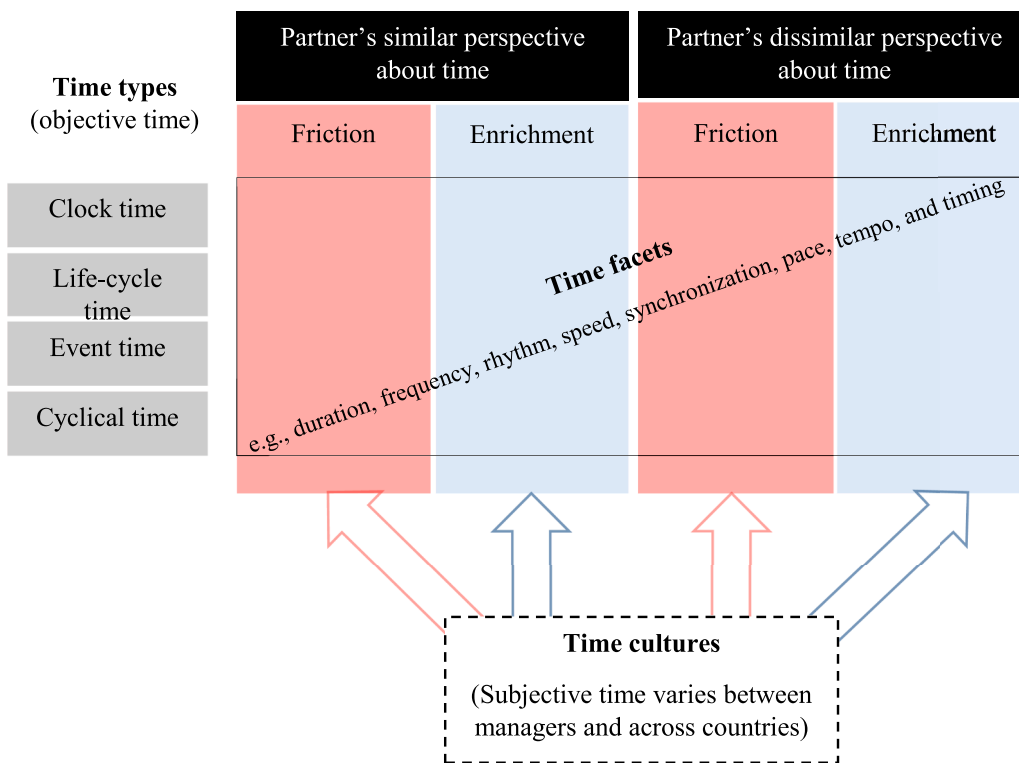 Partner’s similar perspective
about time
Partner’s dissimilar perspective
about time
Time types
(objective time)
Friction
Enrichment
Friction
Enrichment
Clock time
Life-cycle
time
Event time
Cyclical time
Time facets
e.g., duration, frequency, rhythm, speed, synchronization, pace, tempo, and timing
Time cultures
(Subjective time varies between
managers and across countries)